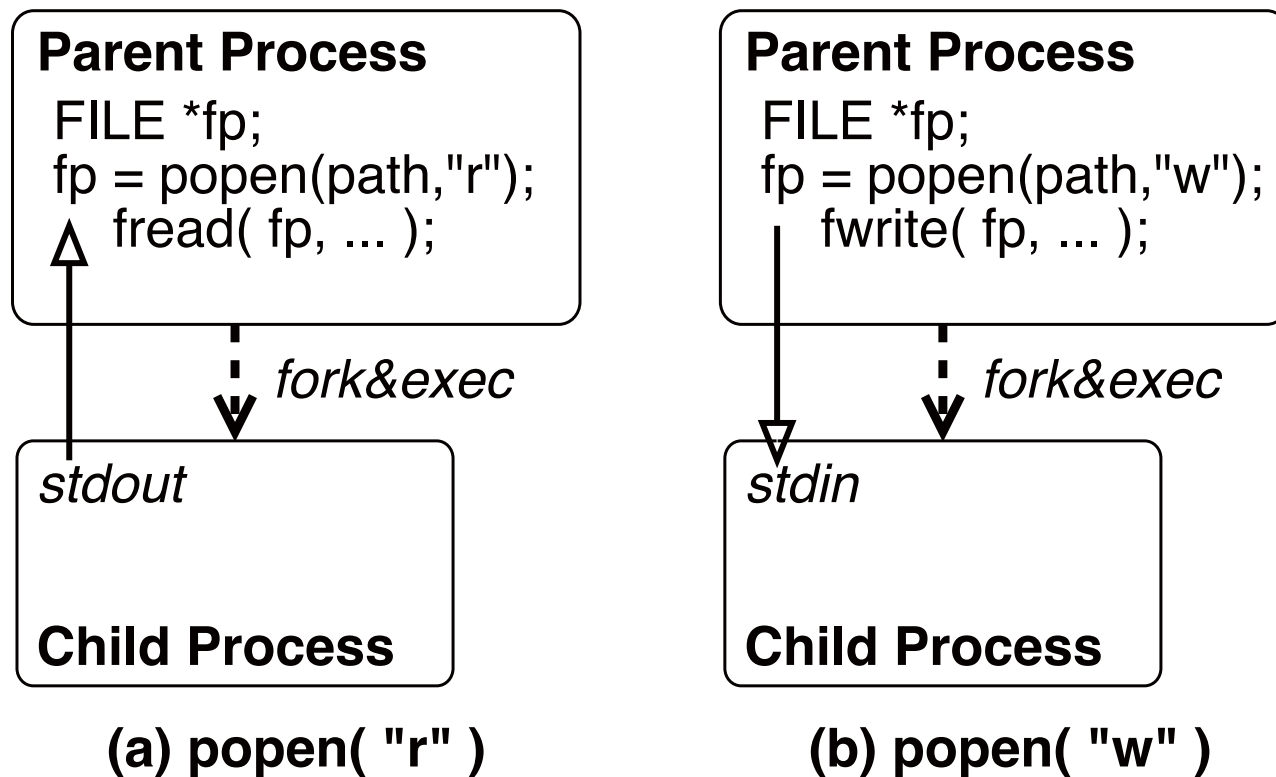 Parent Process
FILE *fp;
fp = popen(path,"r");
fread( fp, ... );
fork&exec
stdout
Child Process
(a) popen( "r" )
Parent Process
FILE *fp;
fp = popen(path,"w");
fwrite( fp, ... );
fork&exec
stdin
Child Process
(b) popen( "w" )